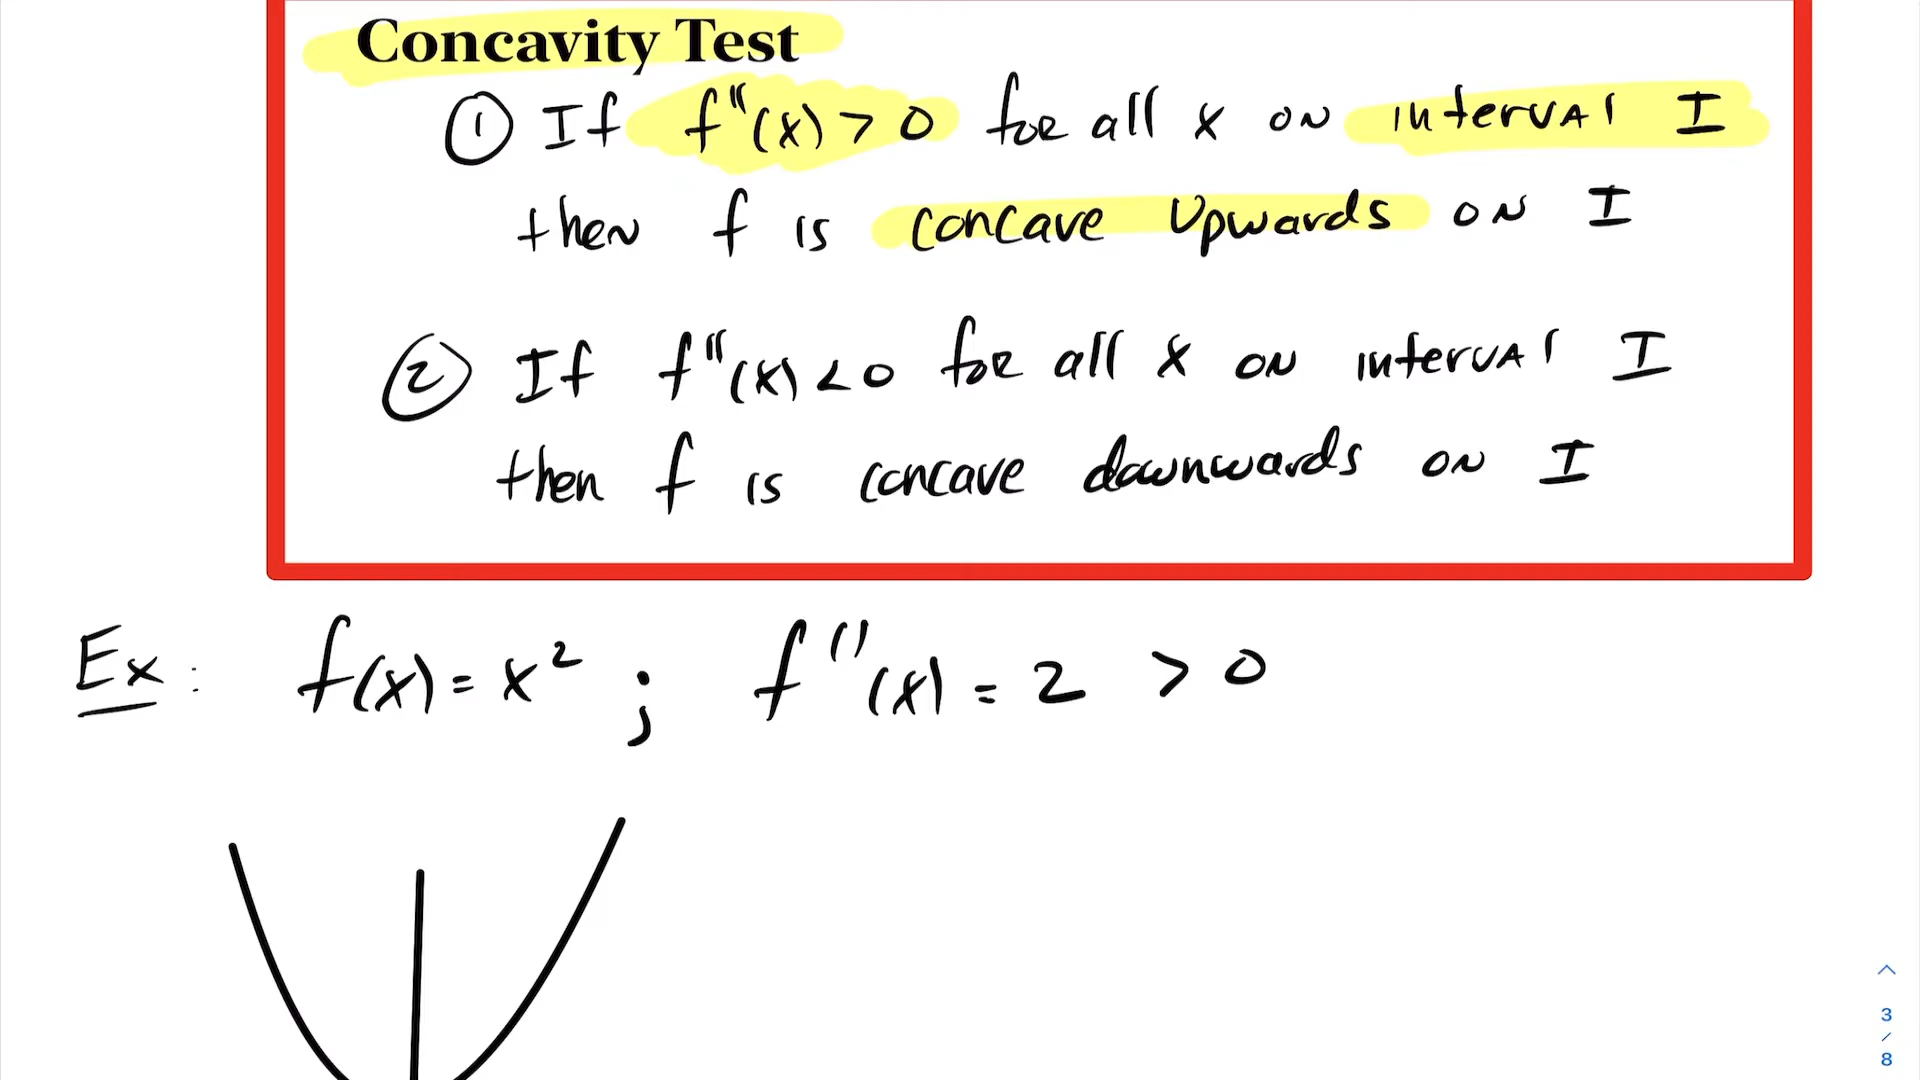 Concavity Test
① If f"(x) > 0 for all x on interval I
then f is concave upwards on I
② If f"(x) < 0 for all x on interval I
then f is concave downwards on I
Ex: f(x) = x² ; f''(x) = 2 > 0
3
/
8